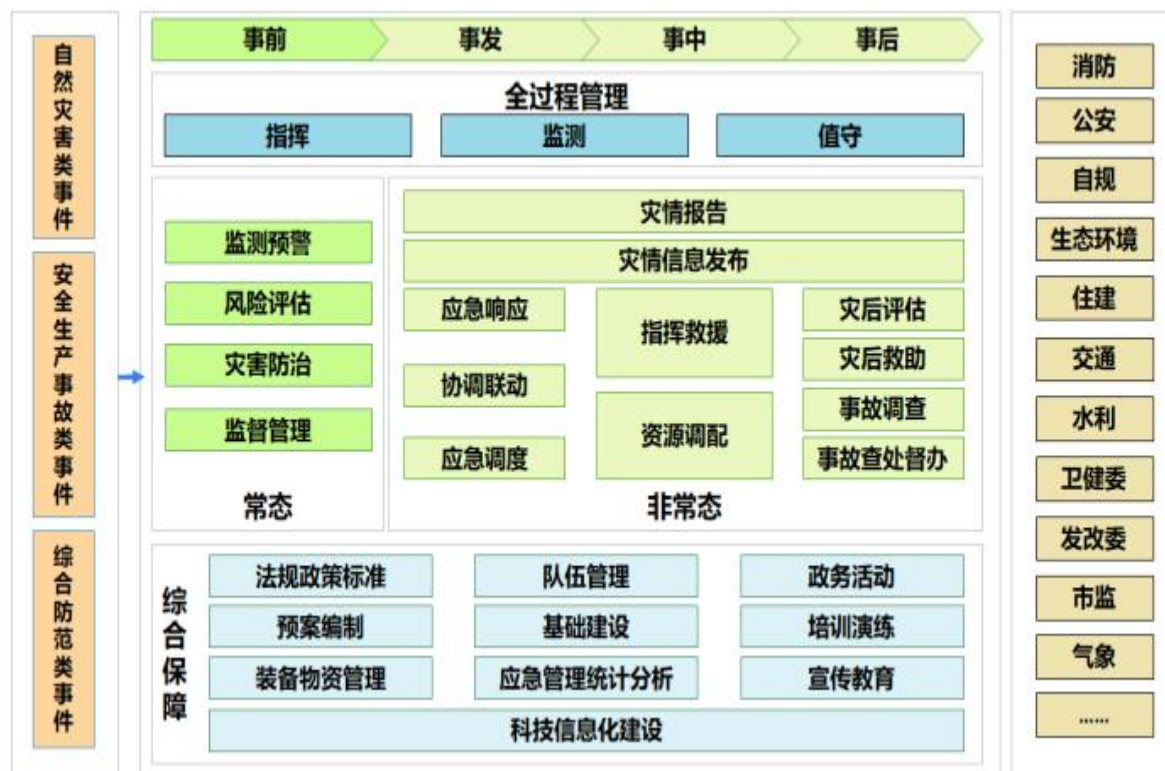 自然灾害类事件
安全生产事故类事件
综合防范类事件
事前
事发
事中
事后
全过程管理
指挥
监测
值守
监测预警
风险评估
灾害防治
监督管理
常态
灾情报告
灾情信息发布
应急响应
协调联动
应急调度
指挥救援
资源调配
灾后评估
灾后救助
事故调查
事故查处督办
非常态
综合保障
法规政策标准
队伍管理
政务活动
预案编制
基础建设
培训演练
装备物资管理
应急管理统计分析
宣传教育
科技信息化建设
消防
公安
自规
生态环境
住建
交通
水利
卫健委
发改委
市监
气象
......